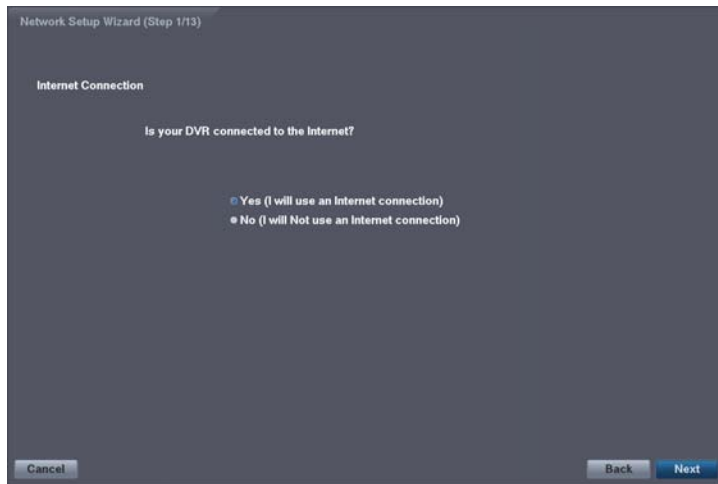 Network Setup Wizard (Step 1/13)
Internet Connection
Is your DVR connected to the Internet?
Yes (I will use an Internet connection)
No (I will Not use an Internet connection)
Cancel Back Next